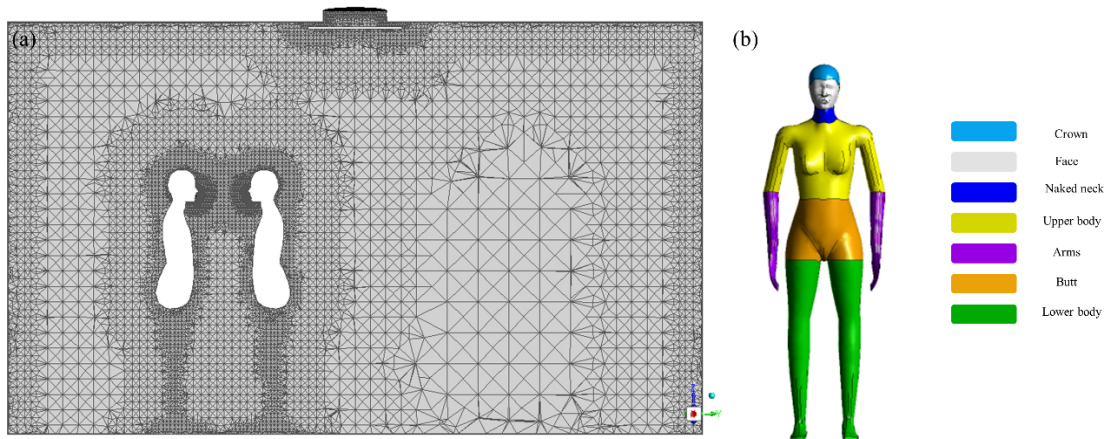 (a)
(b)
Crown
Face
Naked neck
Upper body
Arms
Butt
Lower body